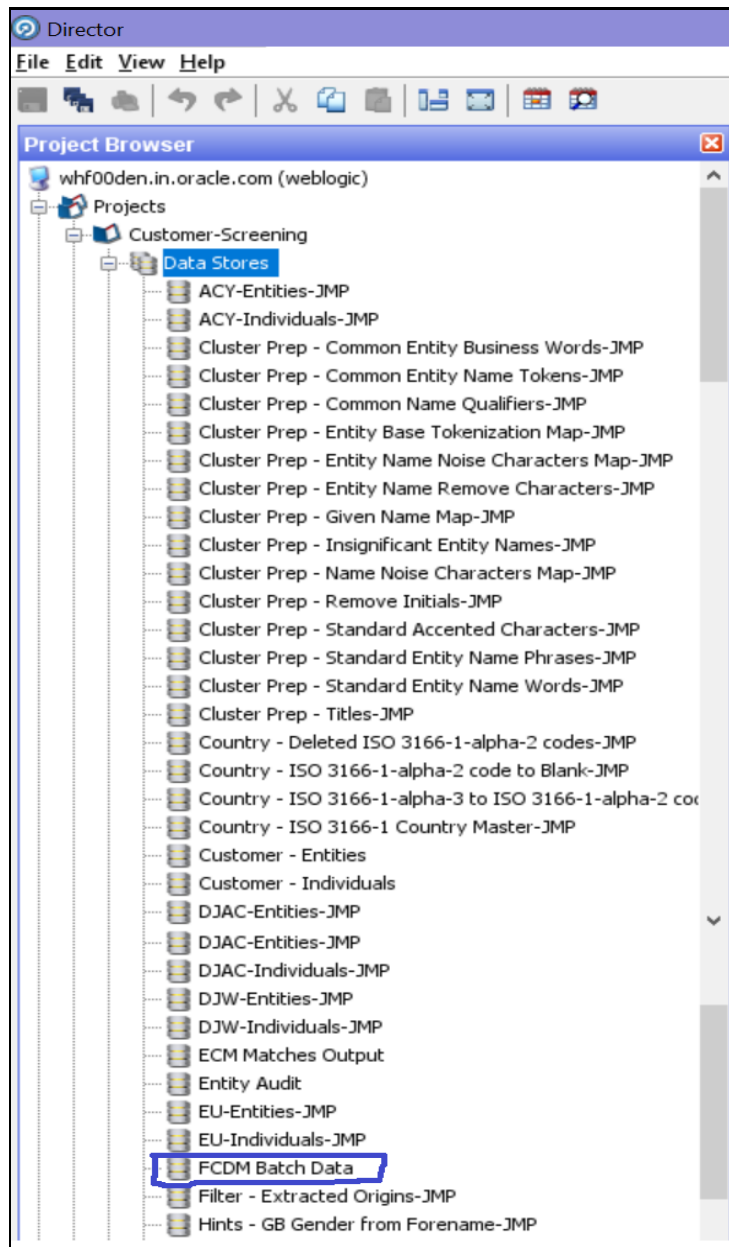 Director
File Edit View Help
Project Browser
whf00den.in.oracle.com (weblogic)
Projects
Customer-Screening
Data Stores
ACY-Entities-JMP
ACY-Individuals-JMP
Cluster Prep - Common Entity Business Words-JMP
Cluster Prep - Common Entity Name Tokens-JMP
Cluster Prep - Common Name Qualifiers-JMP
Cluster Prep - Entity Base Tokenization Map-JMP
Cluster Prep - Entity Name Noise Characters Map-JMP
Cluster Prep - Entity Name Remove Characters-JMP
Cluster Prep - Given Name Map-JMP
Cluster Prep - Insignificant Entity Names-JMP
Cluster Prep - Name Noise Characters Map-JMP
Cluster Prep - Remove Initials-JMP
Cluster Prep - Standard Accented Characters-JMP
Cluster Prep - Standard Entity Name Phrases-JMP
Cluster Prep - Standard Entity Name Words-JMP
Cluster Prep - Titles-JMP
Country - Deleted ISO 3166-1-alpha-2 codes-JMP
Country - ISO 3166-1-alpha-2 code to Blank-JMP
Country - ISO 3166-1-alpha-3 to ISO 3166-1-alpha-2 co
Country - ISO 3166-1 Country Master-JMP
Customer - Entities
Customer - Individuals
DJAC-Entities-JMP
DJAC-Entities-JMP
DJAC-Individuals-JMP
DJW-Entities-JMP
DJW-Individuals-JMP
ECM Matches Output
Entity Audit
EU-Entities-JMP
EU-Individuals-JMP
FCDM Batch Data
Filter - Extracted Origins-JMP
Hints - GB Gender from Forename-JMP